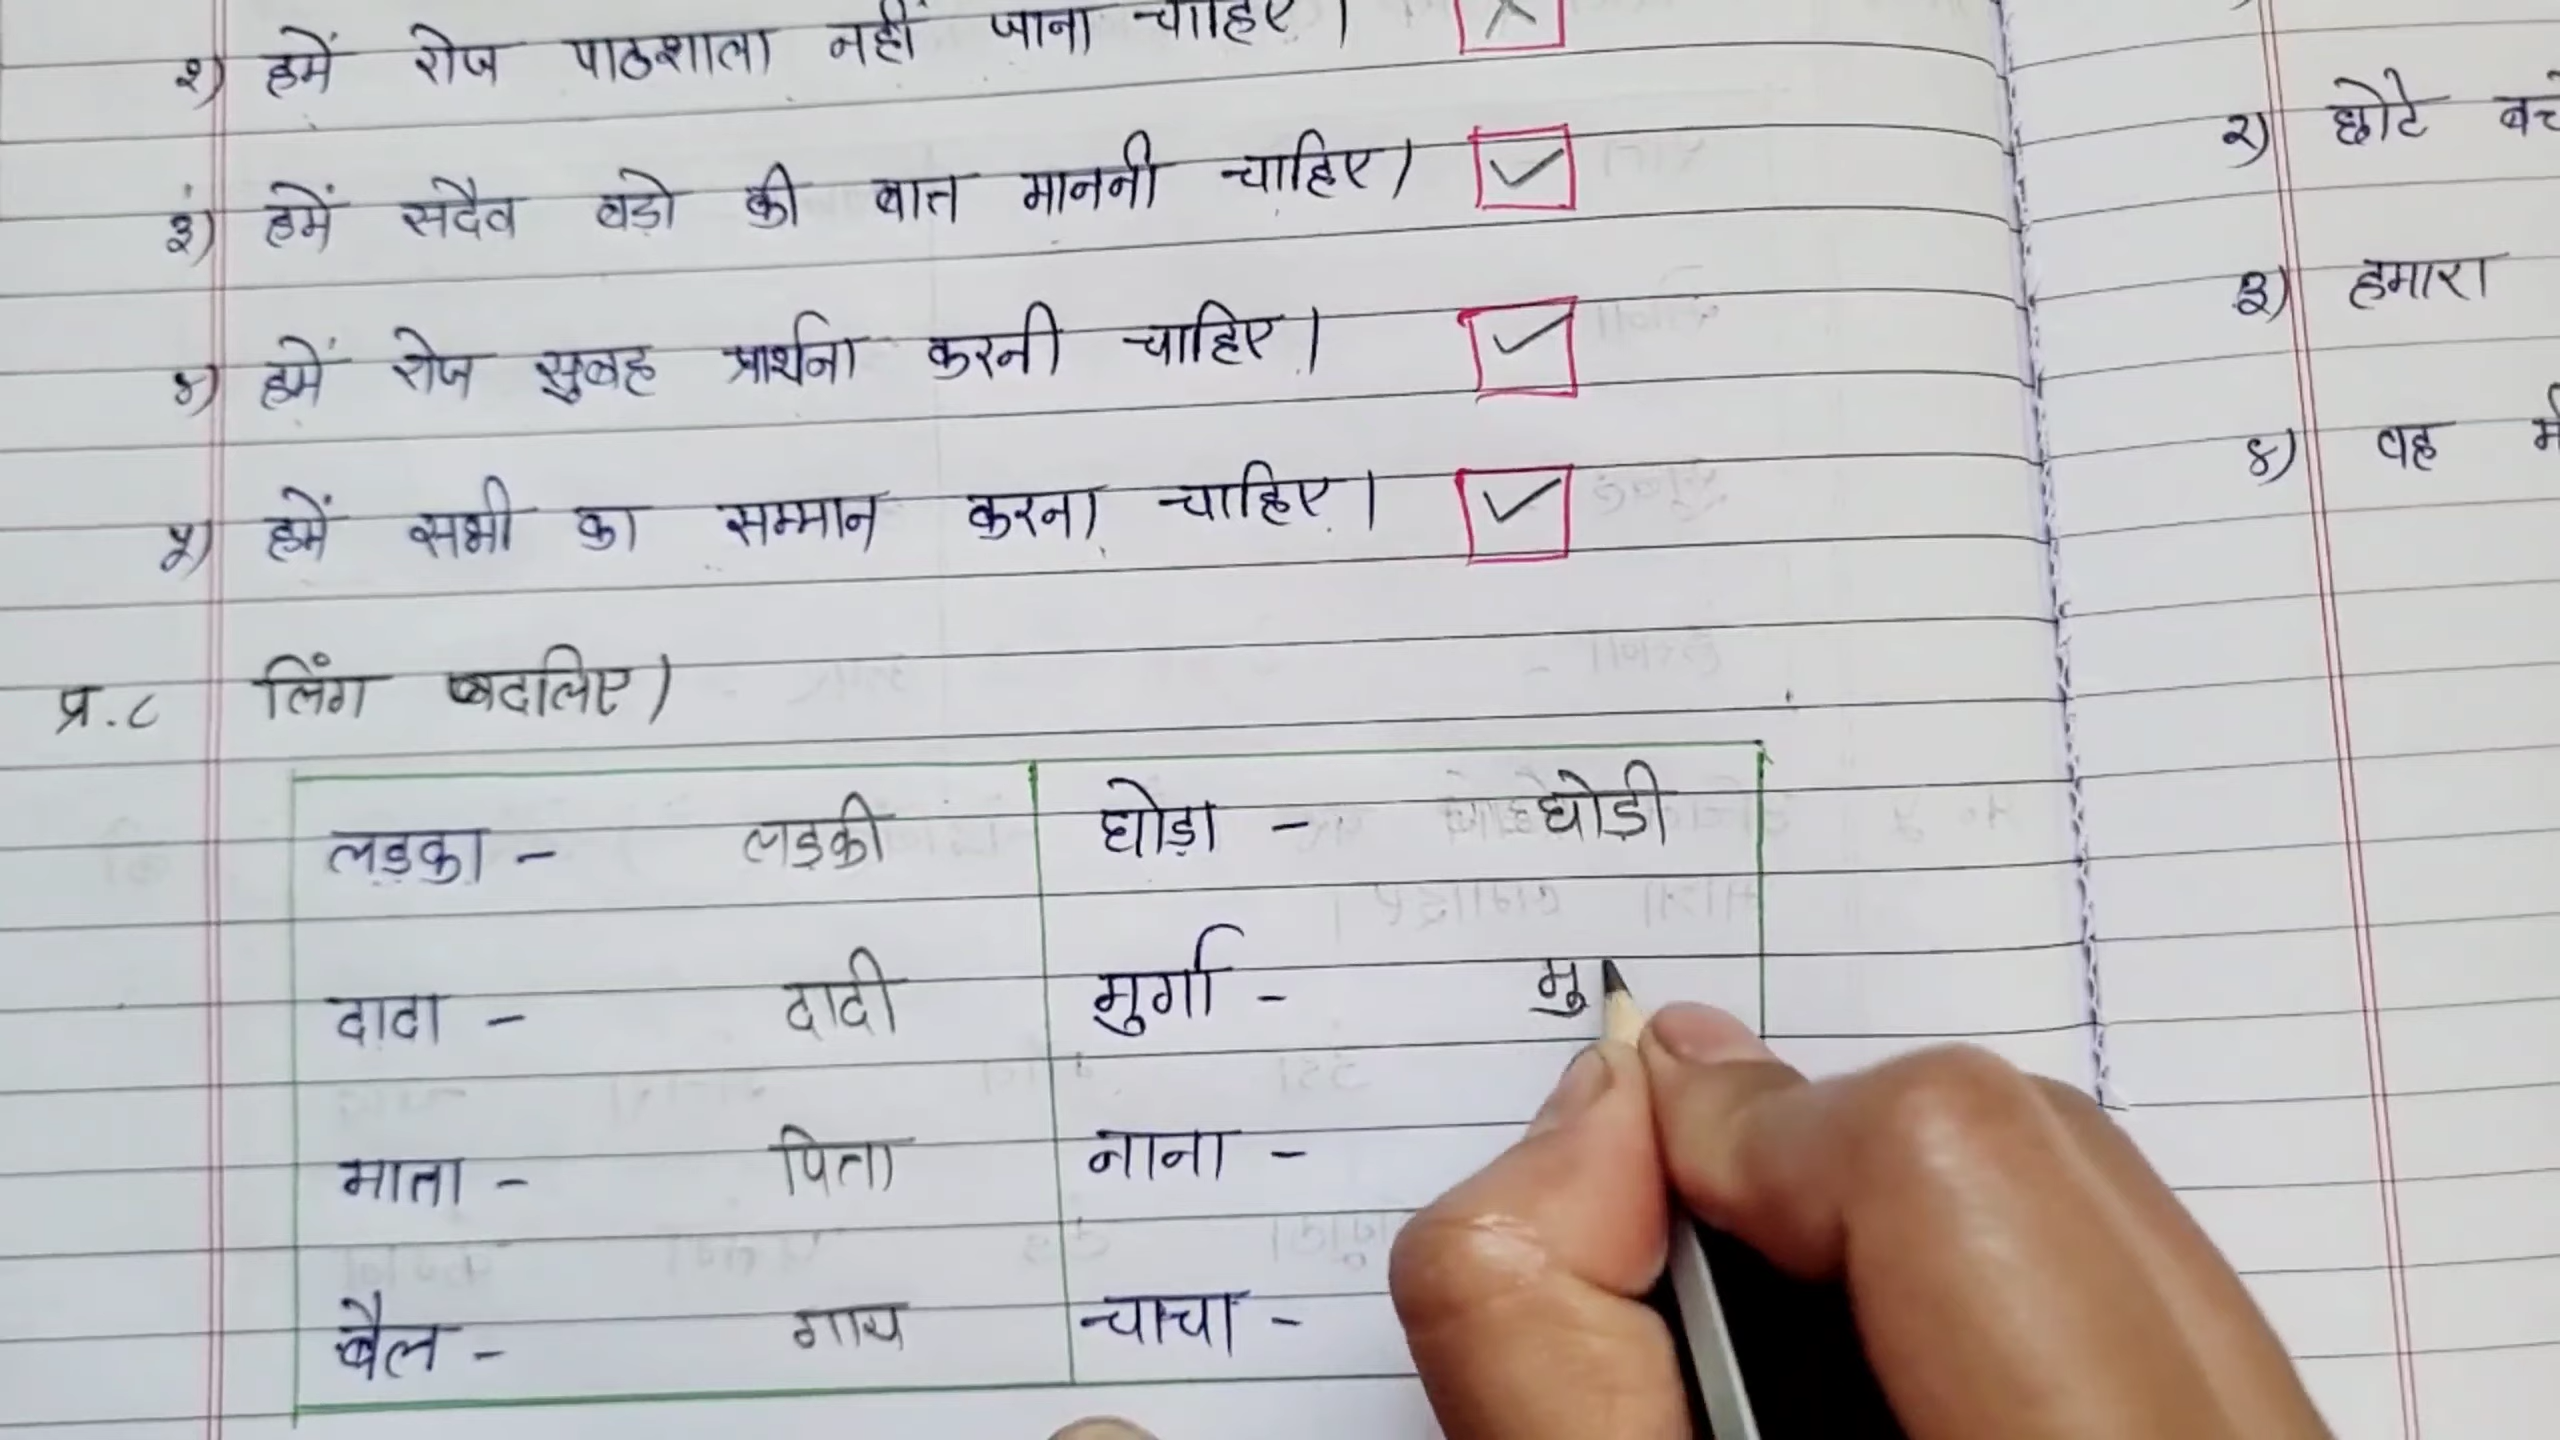 २) हमें रोज पाठशाला नहीं जाना चाहिए।
३) हमें सदैव बड़ो की बात माननी चाहिए।
४) हमें रोज सुबह प्रार्थना करनी चाहिए।
५) हमें सभी का सम्मान करना चाहिए।
प्र.८ लिंग बदलिए।
लड़का - लड़की घोड़ा - घोड़ी
दादा - दादी मुर्गा - मु
माता - पिता नाना -
बैल - गाय चाचा -
२) छोटे
३) हमारा
४) वह